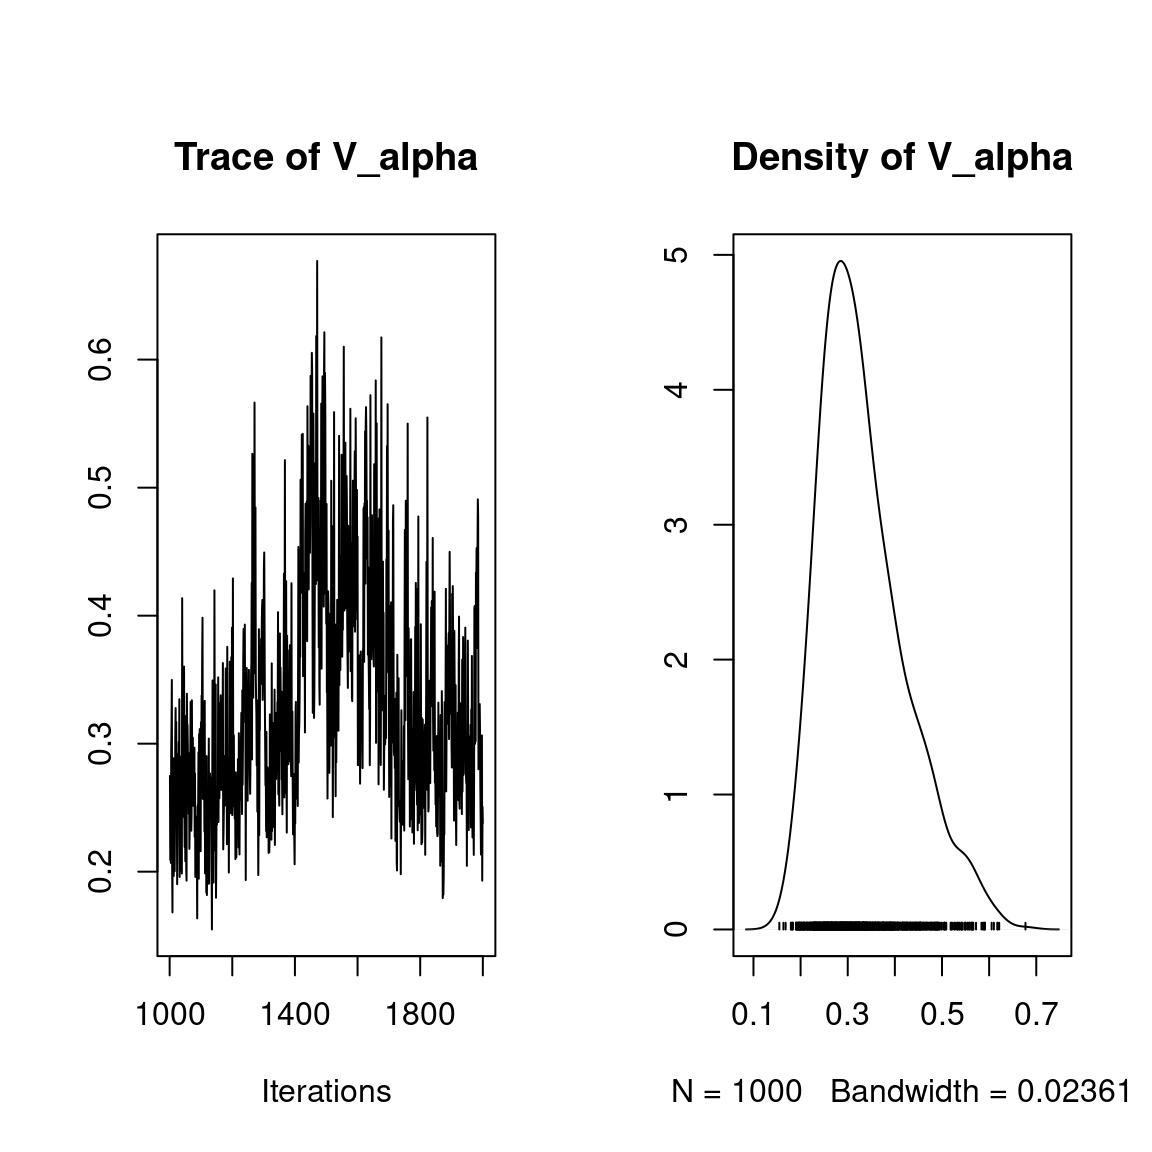 Trace of V_alpha
0.6
0.5
0.4
0.3
0.2
1000 1400 1800
Iterations
Density of V_alpha
5
4
3
2
1
0
0.1 0.3 0.5 0.7
N = 1000 Bandwidth = 0.02361